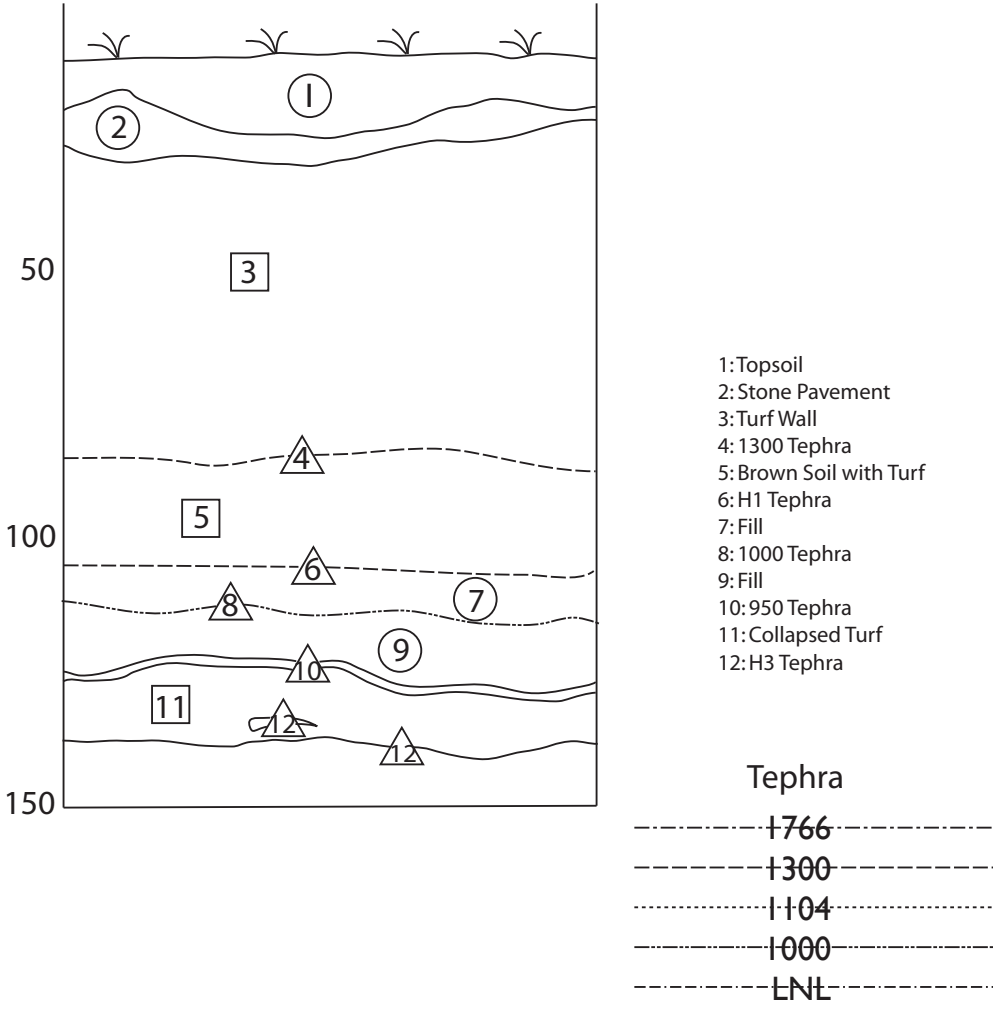 1
2
50
3
4
5
100
6
8
7
9
10
11
12
12
150
1: Topsoil
2: Stone Pavement
3: Turf Wall
4: 1300 Tephra
5: Brown Soil with Turf
6: H1 Tephra
7: Fill
8: 1000 Tephra
9: Fill
10: 950 Tephra
11: Collapsed Turf
12: H3 Tephra
Tephra
1766
1300
1104
1000
LNL